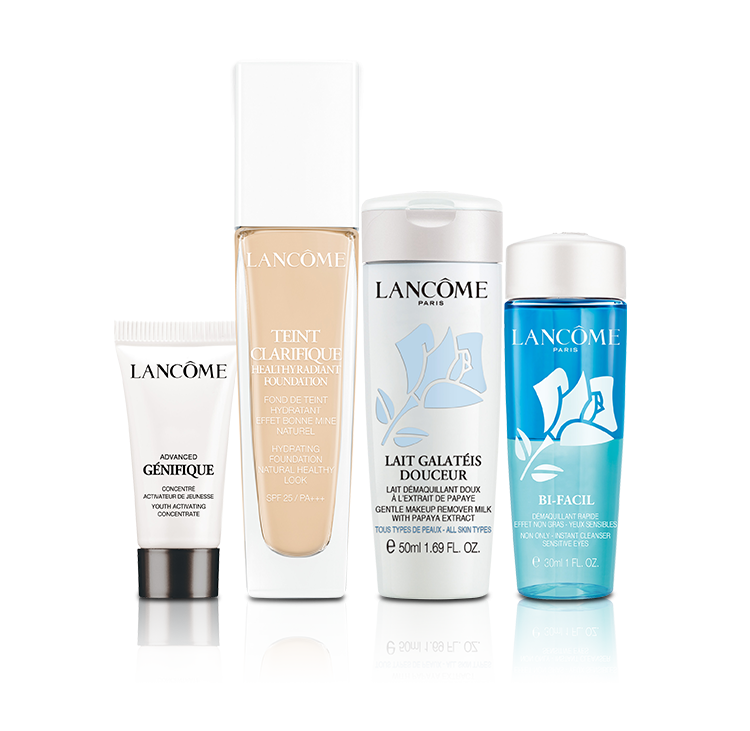 LANCÔME
ADVANCED
GÉNIFIQUE
CONCENTRÉ
ACTIVATEUR DE JEUNESSE
YOUTH ACTIVATING
CONCENTRATE
LANCÔME
TEINT
CLARIFIQUE
HEALTHY RADIANT
FOUNDATION
FOND DE TEINT
HYDRATANT
EFFET BONNE MINE
NATUREL
HYDRATING
FOUNDATION
NATURAL HEALTHY
LOOK
SPF 25 / PA+++
LANCÔME
PARIS
LAIT GALATÉIS
DOUCEUR
LAIT DÉMAQUILLANT DOUX
À L'EXTRAIT DE PAPAYE
GENTLE MAKEUP REMOVER MILK
WITH PAPAYA EXTRACT
TOUS TYPES DE PEAUX - ALL SKIN TYPES
e 50ml 1.69 FL. OZ.
LANCÔME
PARIS
BI-FACIL
DÉMAQUILLANT RAPIDE
EFFET NON GRAS - YEUX SENSIBLES
NON OILY - INSTANT CLEANSER
SENSITIVE EYES
e 30ml 1 FL. OZ.